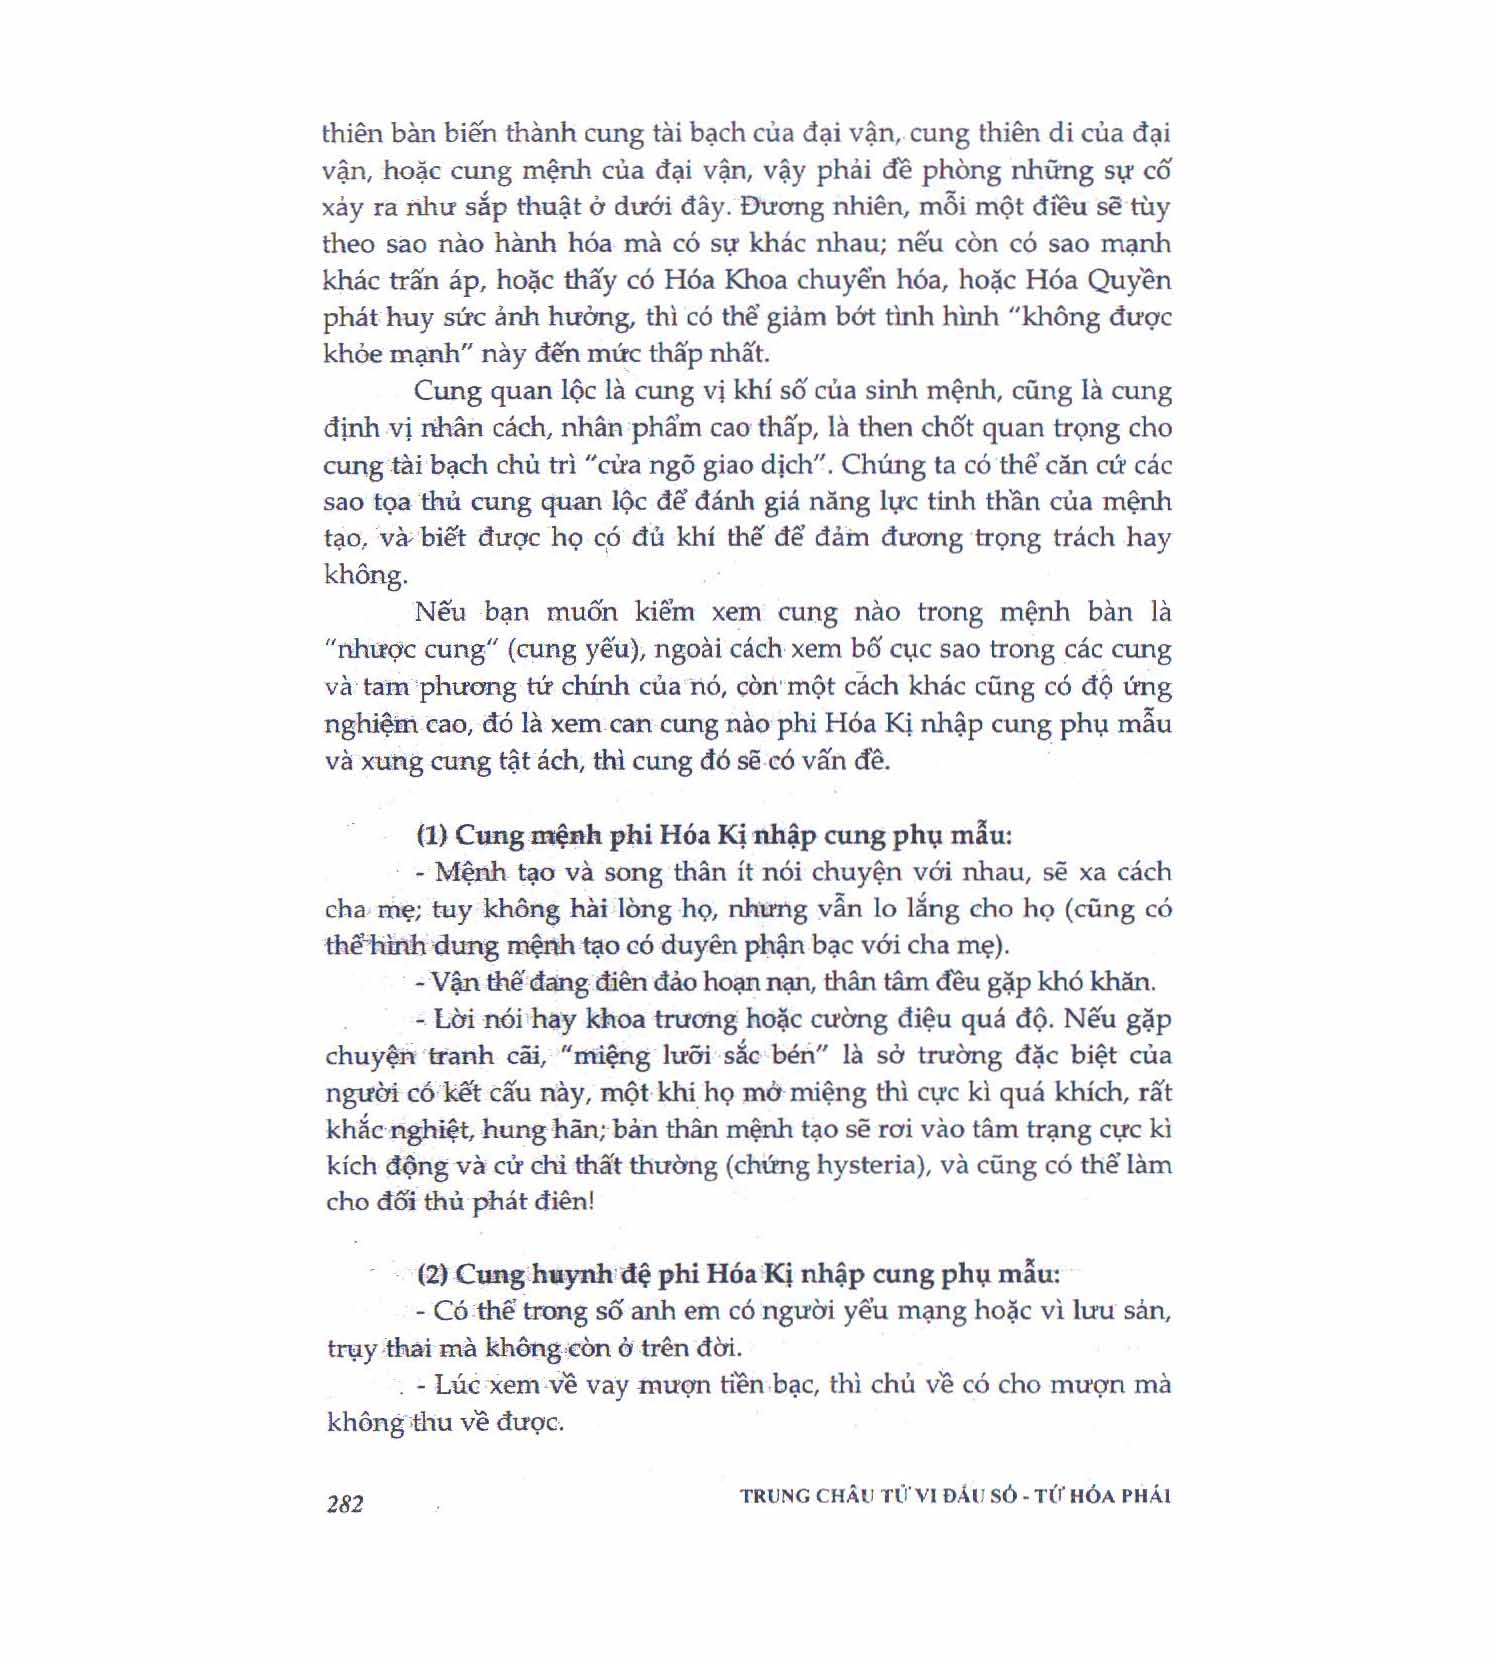 thiên bàn biến thành cung tài bạch của đại vận, cung thiên di của đại
vận, hoặc cung mệnh của đại vận, vậy phải đề phòng những sự cố
xảy ra như sắp thuật ở dưới đây. Đương nhiên, mỗi một điều sẽ tùy
theo sao nào hành hóa mà có sự khác nhau; nếu còn có sao mạnh
khác trấn áp, hoặc thấy có Hóa Khoa chuyển hóa, hoặc Hóa Quyền
phát huy sức ảnh hưởng, thì có thể giảm bớt tình hình "không được
khỏe mạnh" này đến mức thấp nhất.
Cung quan lộc là cung vị khí số của sinh mệnh, cũng là cung
định vị nhân cách, nhân phẩm cao thấp, là then chốt quan trọng cho
cung tài bạch chủ trì "cửa ngõ giao dịch". Chúng ta có thể căn cứ các
sao tọa thủ cung quan lộc để đánh giá năng lực tinh thần của mệnh
tạo, và biết được họ có đủ khí thế để đảm đương trọng trách hay
không.
Nếu bạn muốn kiểm xem cung nào trong mệnh bàn là
"nhược cung" (cung yếu), ngoài cách xem bố cục sao trong các cung
và tam phương tứ chính của nó, còn một cách khác cũng có độ ứng
nghiệm cao, đó là xem can cung nào phi Hóa Kị nhập cung phụ mẫu
và xung cung tật ách, thì cung đó sẽ có vấn đề.
(1) Cung mệnh phi Hóa Kị nhập cung phụ mẫu:
- Mệnh tạo và song thân ít nói chuyện với nhau, sẽ xa cách
cha mẹ; tuy không hài lòng họ, nhưng vẫn lo lắng cho họ (cũng có
thể hình dung mệnh tạo có duyên phận bạc với cha mẹ).
- Vận thế đang điên đảo hoạn nạn, thân tâm đều gặp khó khăn.
- Lời nói hay khoa trương hoặc cường điệu quá độ. Nếu gặp
chuyện tranh cãi, "miệng lưỡi sắc bén" là sở trường đặc biệt của
người có kết cấu này, một khi họ mở miệng thì cực kì quá khích, rất
khắc nghiệt, hung hãn; bản thân mệnh tạo sẽ rơi vào tâm trạng cực kì
kích động và cử chỉ thất thường (chứng hysteria), và cũng có thể làm
cho đối thủ phát điên!
(2) Cung huynh đệ phi Hóa Kị nhập cung phụ mẫu:
- Có thể trong số anh em có người yểu mạng hoặc vì lưu sản,
trụy thai mà không còn ở trên đời.
- Lúc xem về vay mượn tiền bạc, thì chủ về có cho mượn mà
không thu về được.
282
TRUNG CHÂU TỬ VI ĐẨU SỐ - TỨ HÓA PHÁI